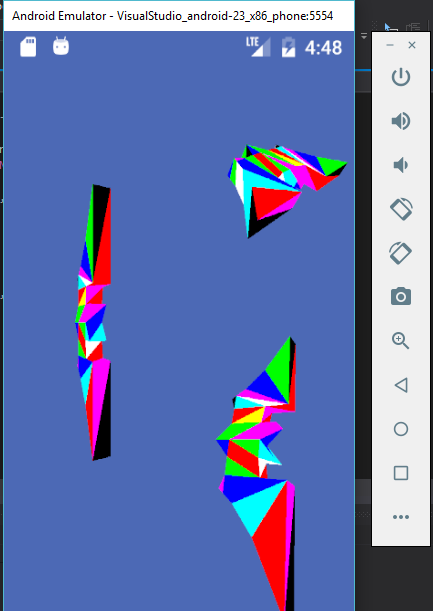 Android Emulator - VisualStudio_android-23_x86_phone:5554
LTE 4:48